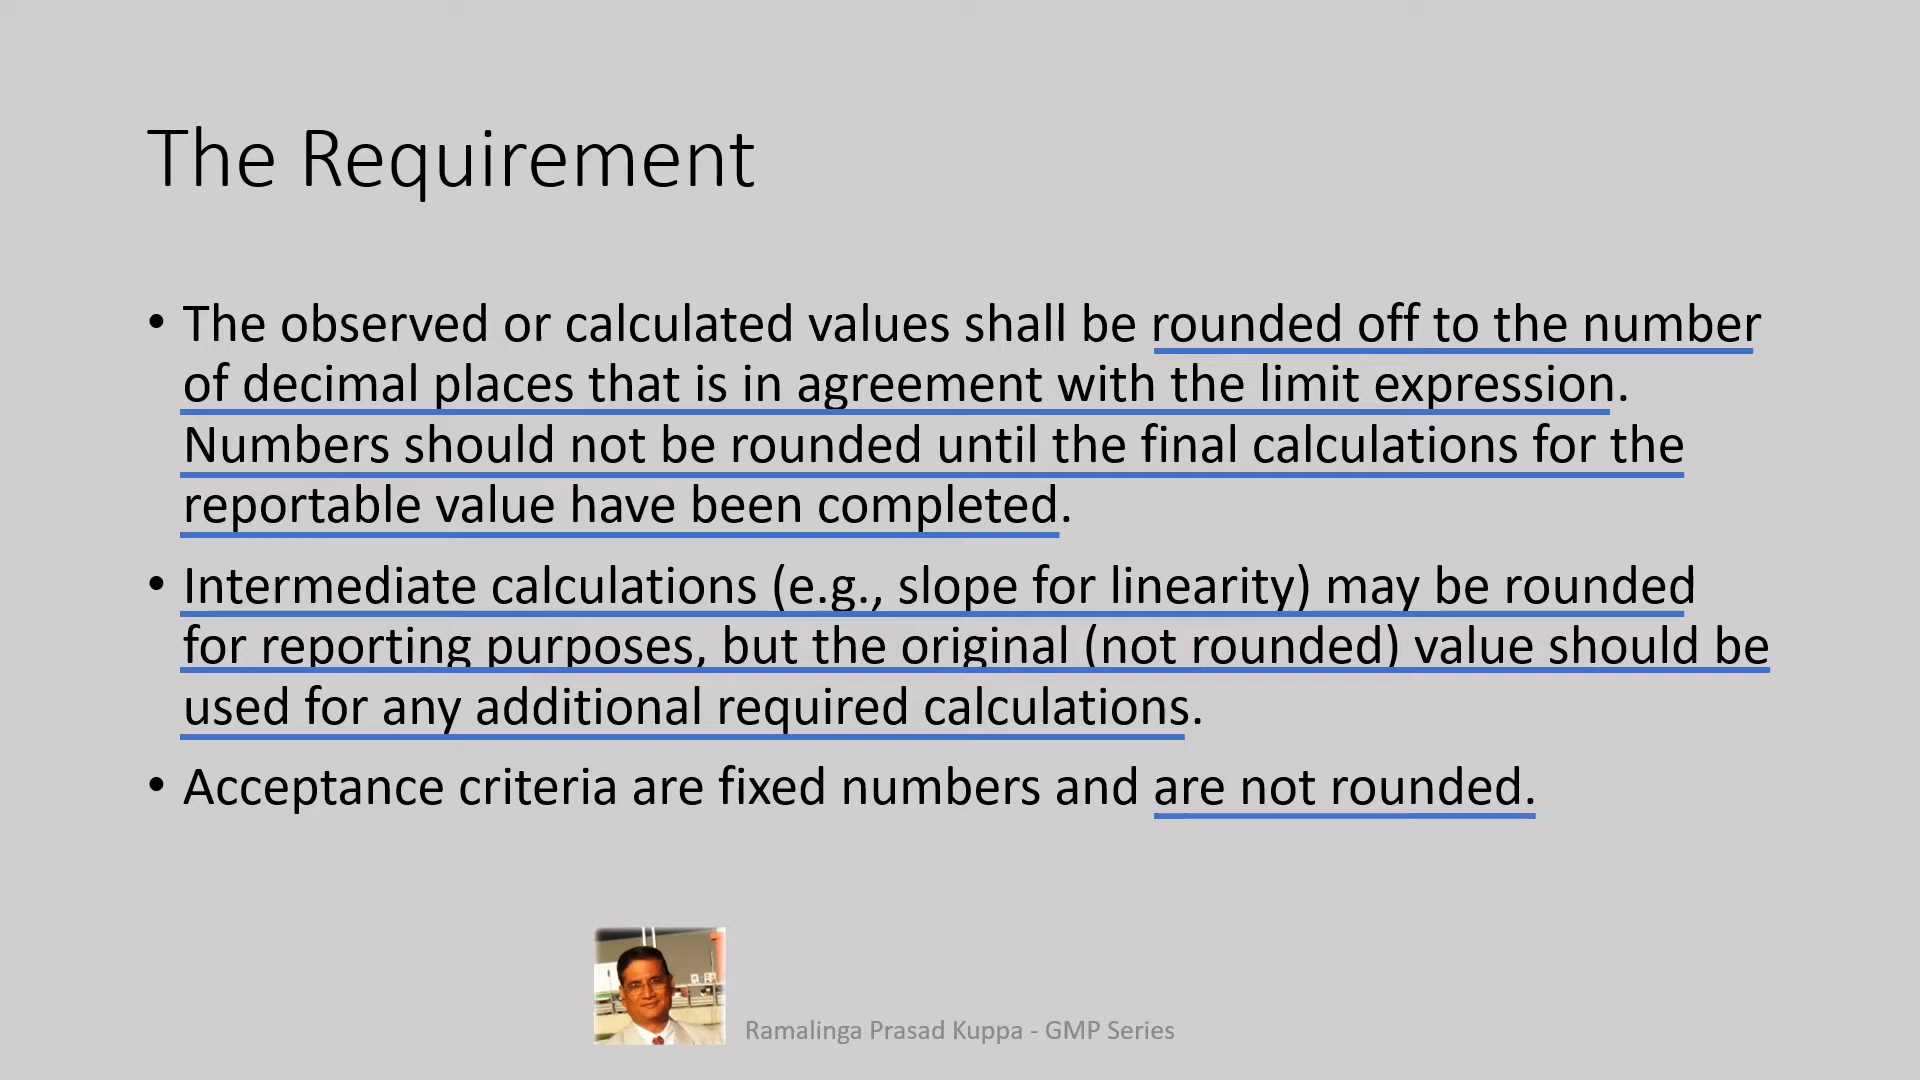 The Requirement
• The observed or calculated values shall be rounded off to the number
of decimal places that is in agreement with the limit expression.
Numbers should not be rounded until the final calculations for the
reportable value have been completed.
• Intermediate calculations (e.g., slope for linearity) may be rounded
for reporting purposes, but the original (not rounded) value should be
used for any additional required calculations.
• Acceptance criteria are fixed numbers and are not rounded.
Ramalinga Prasad Kuppa - GMP Series